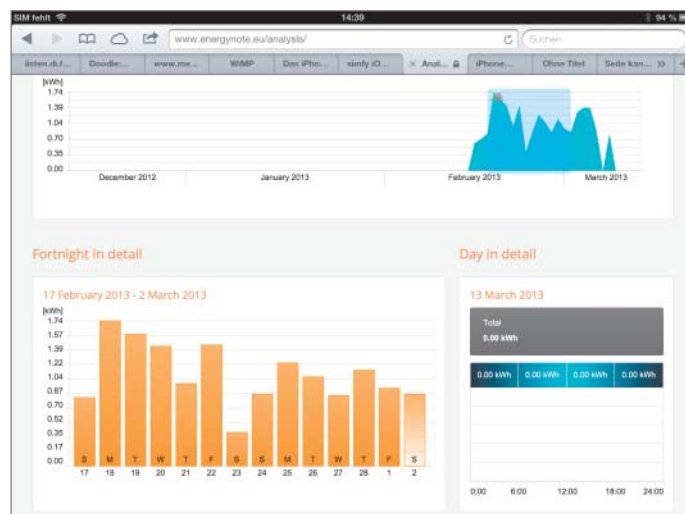 SIM fehlt 14:39 94 %
www.energynote.eu/analysis/ Suchen
listen.di.f... Doodle:... www.me... WiMP Das iPho... simfy iO... Anal... iPhone... Ohne Titel Seite kan...
[kWh]
1.74
1.39
1.04
0.70
0.35
0.00
December 2012 January 2013 February 2013 March 2013
Fortnight in detail Day in detail
17 February 2013 - 2 March 2013 13 March 2013
[kWh]
1.74
1.57
1.39
1.22
1.04
0.87
0.70
0.52
0.35
0.17
0.00
S M T W T F S S M T W T F S
17 18 19 20 21 22 23 24 25 26 27 28 1 2
Total
0.00 kWh
0.00 kWh 0.00 kWh 0.00 kWh 0.00 kWh
0:00 6:00 12:00 18:00 24:00